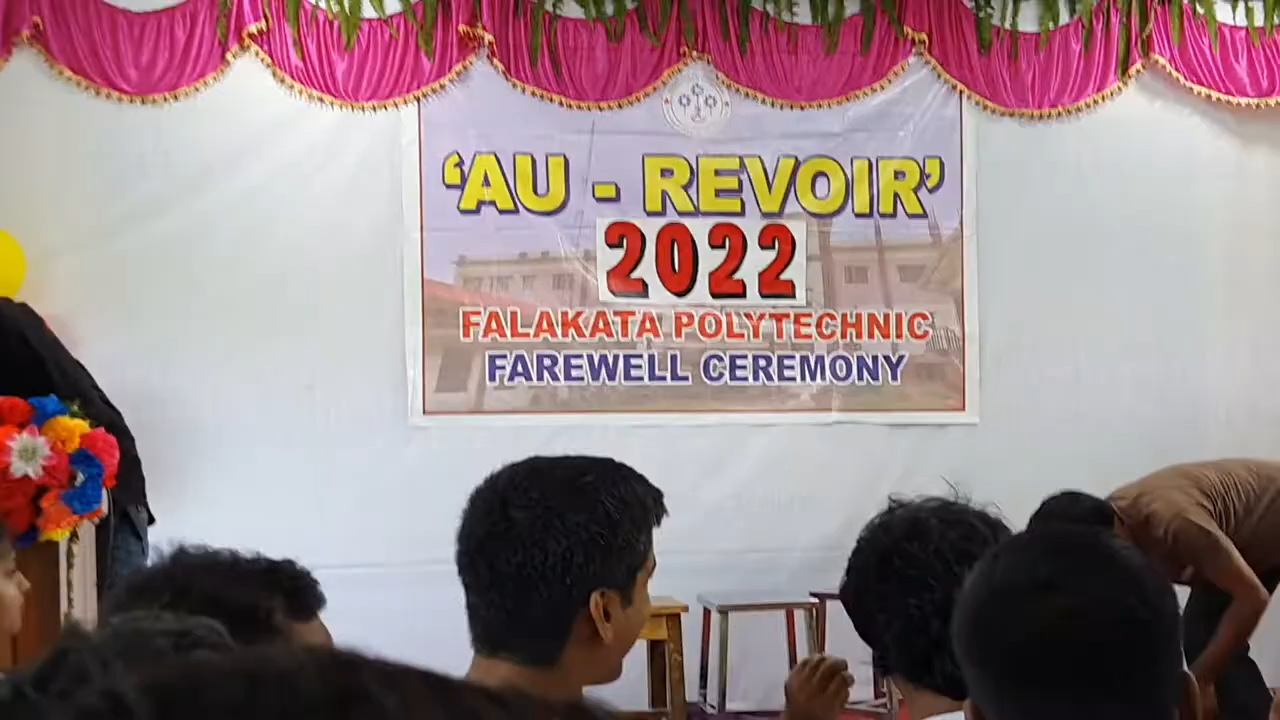 'AU - REVOIR'
2022
FALAKATA POLYTECHNIC
FAREWELL CEREMONY